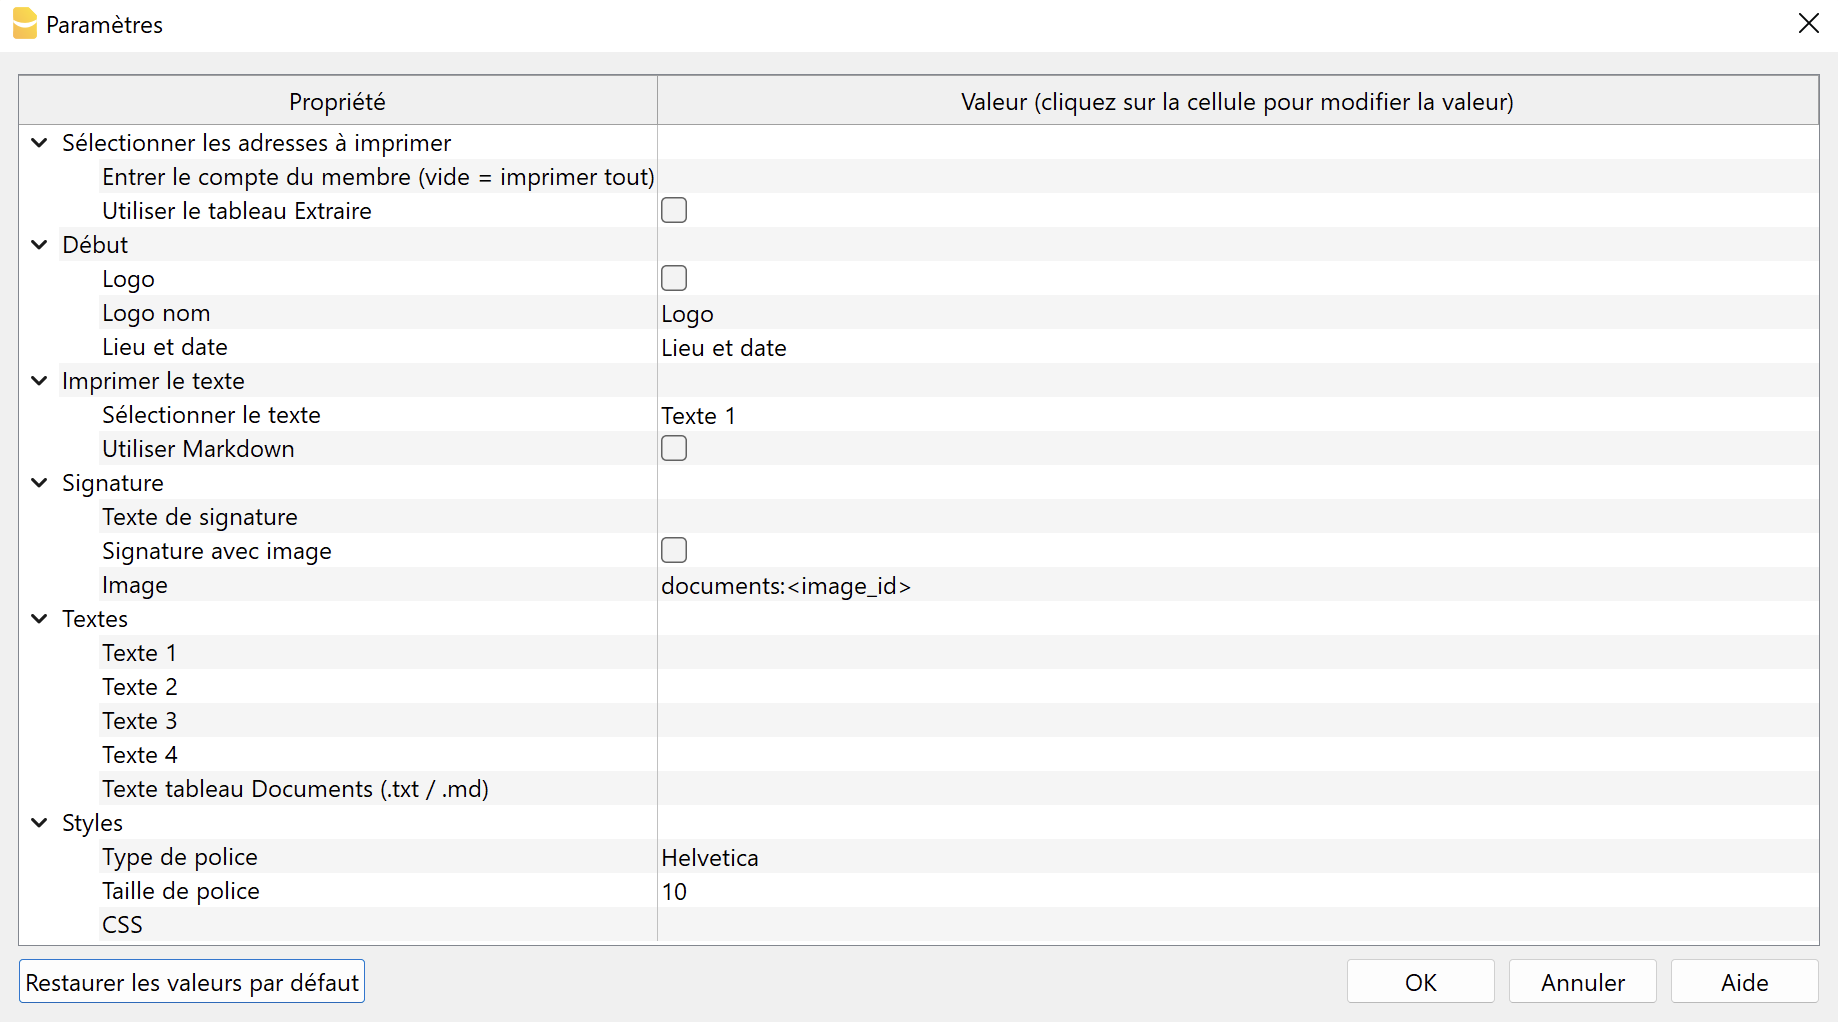 Paramètres
Propriété Valeur (cliquez sur la cellule pour modifier la valeur)
Sélectionner les adresses à imprimer
Entrer le compte du membre (vide = imprimer tout)
Utiliser le tableau Extraire
Début
Logo
Logo nom Logo
Lieu et date Lieu et date
Imprimer le texte
Sélectionner le texte Texte 1
Utiliser Markdown
Signature
Texte de signature
Signature avec image
Image documents:<image_id>
Textes
Texte 1
Texte 2
Texte 3
Texte 4
Texte tableau Documents (.txt / .md)
Styles
Type de police Helvetica
Taille de police 10
CSS
Restaurer les valeurs par défaut OK Annuler Aide